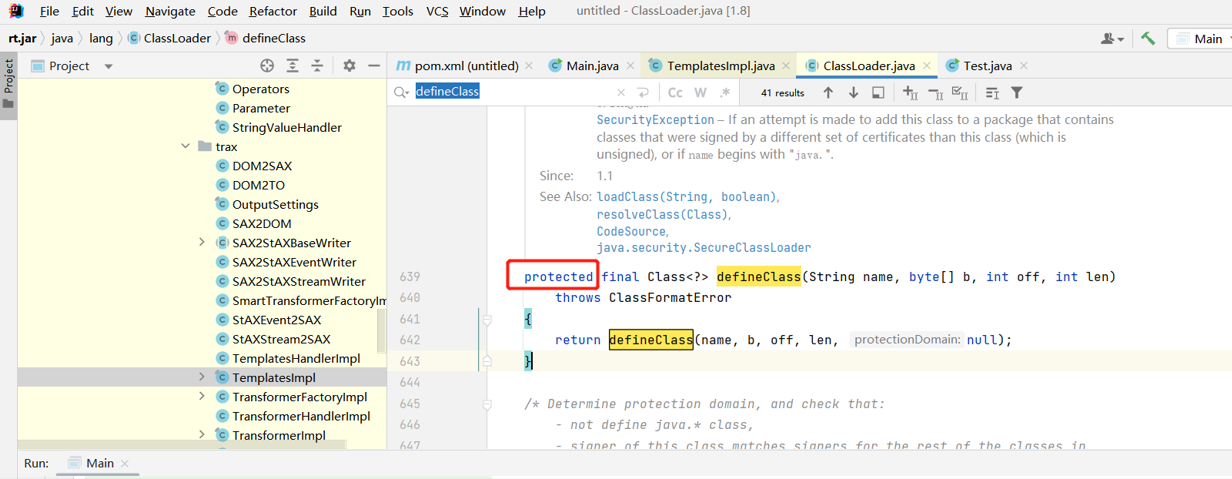 File Edit View Navigate Code Refactor Build Run Tools VCS Window Help untitled - ClassLoader.java [1.8]
rt.jar java lang ClassLoader defineClass Main
Project
Project
pom.xml (untitled) Main.java TemplatesImpl.java ClassLoader.java Test.java
defineClass Cc W .* 41 results
Operators
Parameter
StringValueHandler
trax
DOM2SAX
DOM2TO
OutputSettings
SAX2DOM
SAX2StAXBaseWriter
SAX2StAXEventWriter
SAX2StAXStreamWriter
SmartTransformerFactoryIm
StAXEvent2SAX
StAXStream2SAX
TemplatesHandlerImpl
TemplatesImpl
TransformerFactoryImpl
TransformerHandlerImpl
TransformerImpl
SecurityException – If an attempt is made to add this class to a package that contains
classes that were signed by a different set of certificates than this class (which is
unsigned), or if name begins with "java.".
Since: 1.1
See Also: loadClass(String, boolean),
resolveClass(Class),
CodeSource,
java.security.SecureClassLoader
639 protected final Class<?> defineClass(String name, byte[] b, int off, int len)
640 throws ClassFormatError
641 {
642 return defineClass(name, b, off, len, protectionDomain: null);
643 }
644
645 /* Determine protection domain, and check that:
646 - not define java.* class,
647 - signer of this class matches signers for the rest of the classes in
Run: Main